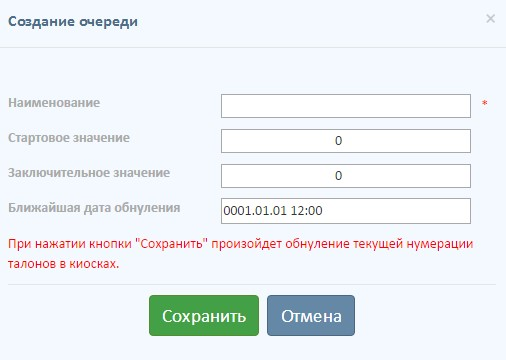 Создание очереди ×
Наименование *
Стартовое значение 0
Заключительное значение 0
Ближайшая дата обнуления 0001.01.01 12:00
При нажатии кнопки "Сохранить" произойдет обнуление текущей нумерации
талонов в киосках.
Сохранить Отмена